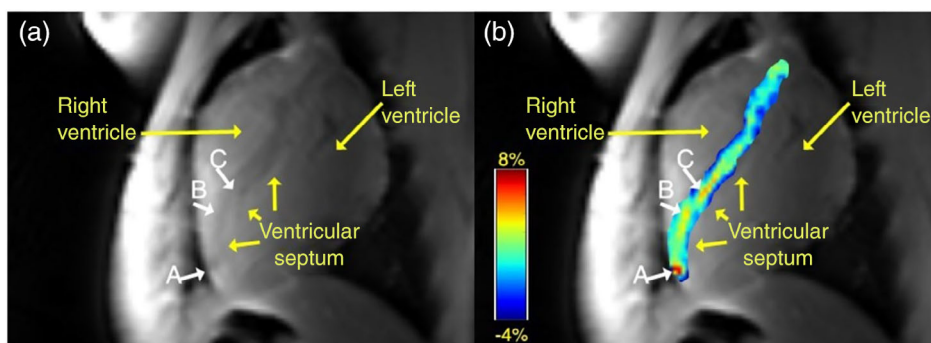 (a)
Right
ventricle
Left
ventricle
C
B
Ventricular
septum
A
(b)
Right
ventricle
Left
ventricle
8%
C
B
Ventricular
septum
A
-4%